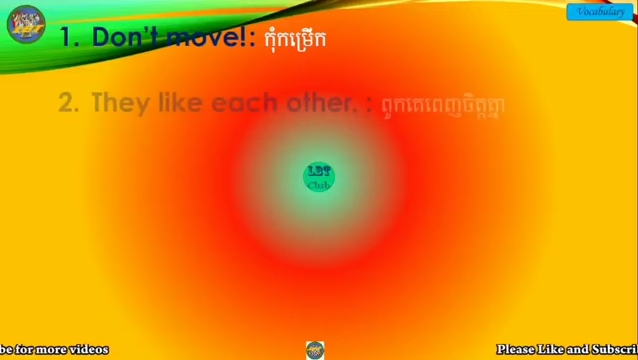 Vocabulary
1. Don't move!: កុំកម្រើក
2. They like each other. : ពួកគេពេញចិត្តគ្នា
LBT
Club
be for more videos
Please Like and Subscri